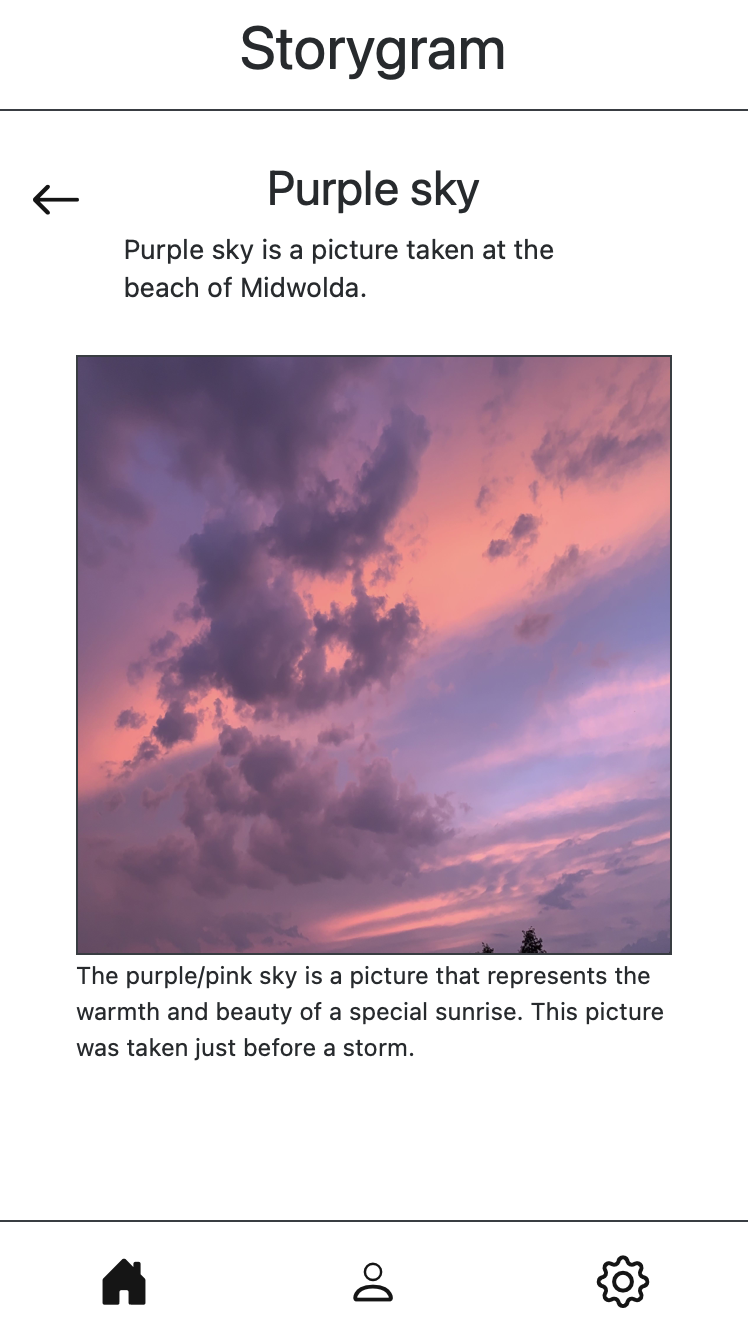 Storygram
Purple sky
Purple sky is a picture taken at the
beach of Midwolda.
The purple/pink sky is a picture that represents the
warmth and beauty of a special sunrise. This picture
was taken just before a storm.